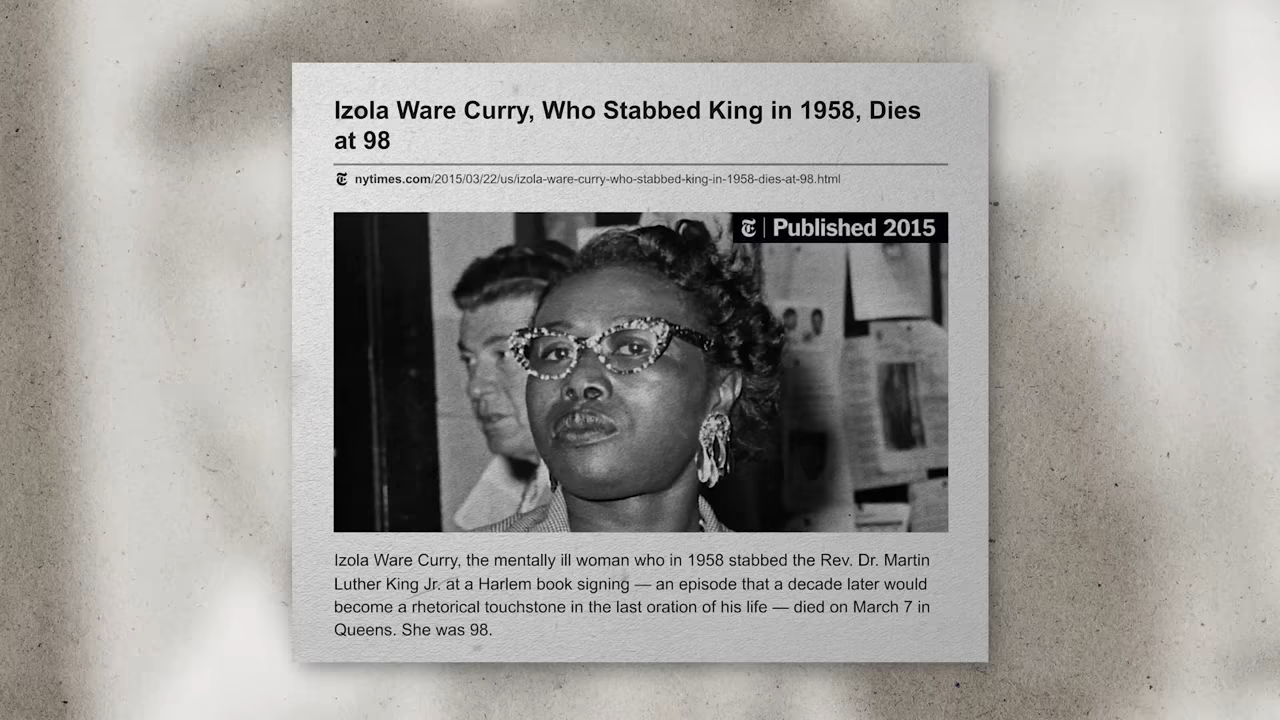 Izola Ware Curry, Who Stabbed King in 1958, Dies
at 98
nytimes.com/2015/03/22/us/izola-ware-curry-who-stabbed-king-in-1958-dies-at-98.html
Published 2015
Izola Ware Curry, the mentally ill woman who in 1958 stabbed the Rev. Dr. Martin
Luther King Jr. at a Harlem book signing — an episode that a decade later would
become a rhetorical touchstone in the last oration of his life — died on March 7 in
Queens. She was 98.